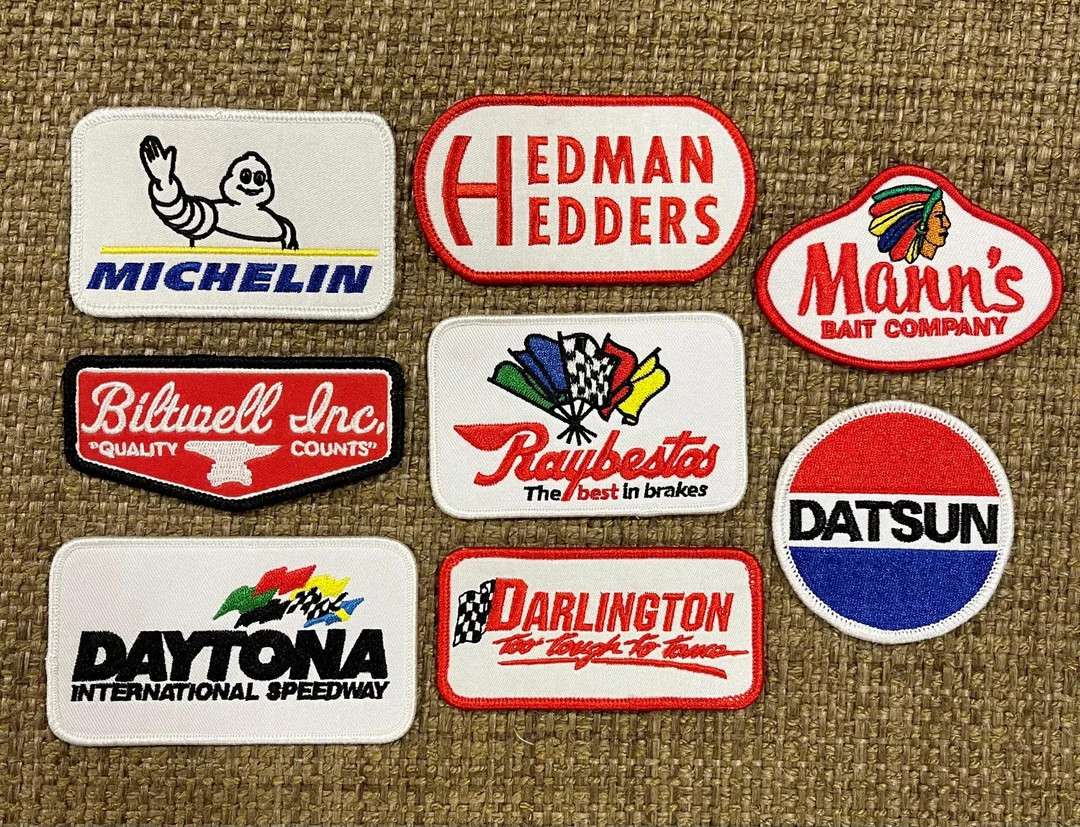 MICHELIN
HEDMAN
HEDDERS
Mann's
BAIT COMPANY
Biltwell Inc.
"QUALITY COUNTS"
Raybestos
The best in brakes
DATSUN
DAYTONA
INTERNATIONAL SPEEDWAY
DARLINGTON
too tough to tame